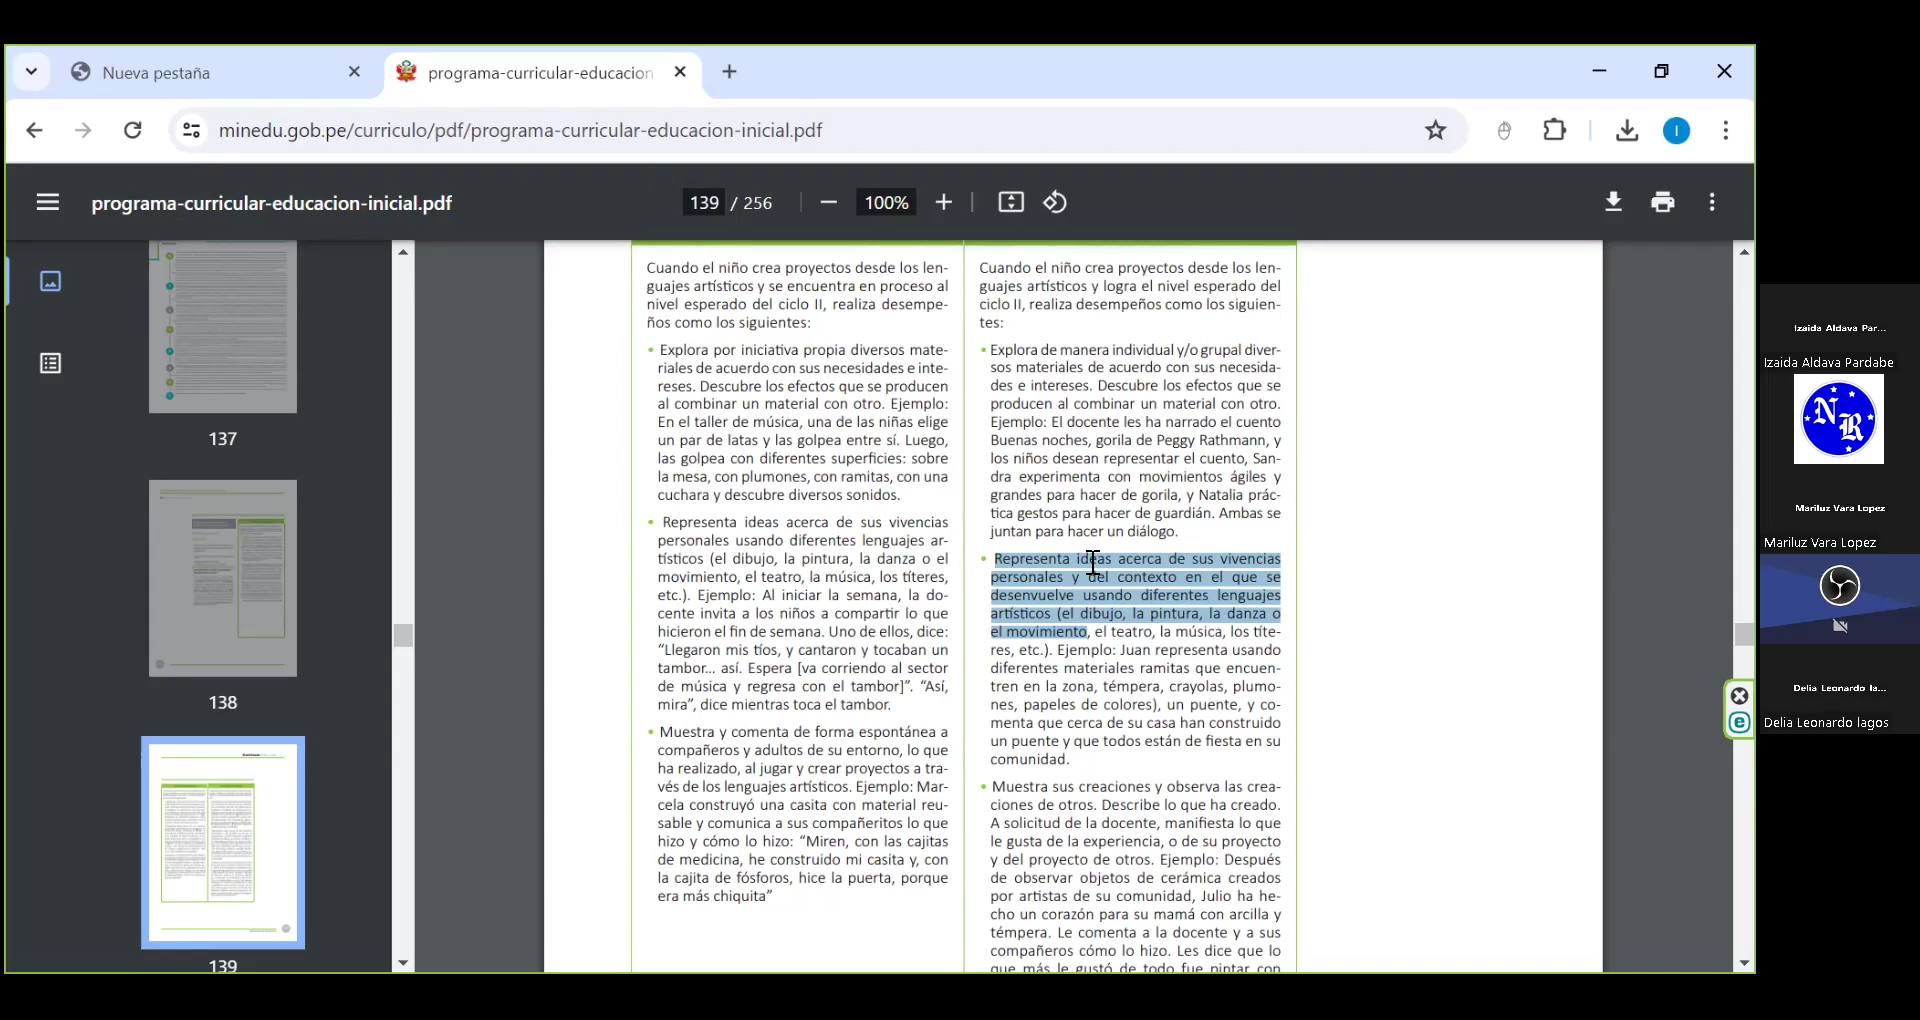 Nueva pestaña
programa-curricular-educacion
minedu.gob.pe/curriculo/pdf/programa-curricular-educacion-inicial.pdf
I
programa-curricular-educacion-inicial.pdf
139 / 256
100%
137
138
139
Cuando el niño crea proyectos desde los len-
guajes artísticos y se encuentra en proceso al
nivel esperado del ciclo II, realiza desempe-
ños como los siguientes:
• Explora por iniciativa propia diversos mate-
riales de acuerdo con sus necesidades e inte-
reses. Descubre los efectos que se producen
al combinar un material con otro. Ejemplo:
En el taller de música, una de las niñas elige
un par de latas y las golpea entre sí. Luego,
las golpea con diferentes superficies: sobre
la mesa, con plumones, con ramitas, con una
cuchara y descubre diversos sonidos.
• Representa ideas acerca de sus vivencias
personales usando diferentes lenguajes ar-
tísticos (el dibujo, la pintura, la danza o el
movimiento, el teatro, la música, los títeres,
etc.). Ejemplo: Al iniciar la semana, la do-
cente invita a los niños a compartir lo que
hicieron el fin de semana. Uno de ellos, dice:
“Llegaron mis tíos, y cantaron y tocaban un
tambor... así. Espera [va corriendo al sector
de música y regresa con el tambor]”. “Así,
mira”, dice mientras toca el tambor.
• Muestra y comenta de forma espontánea a
compañeros y adultos de su entorno, lo que
ha realizado, al jugar y crear proyectos a tra-
vés de los lenguajes artísticos. Ejemplo: Mar-
cela construyó una casita con material reu-
sable y comunica a sus compañeritos lo que
hizo y cómo lo hizo: “Miren, con las cajitas
de medicina, he construido mi casita y, con
la cajita de fósforos, hice la puerta, porque
era más chiquita”
Cuando el niño crea proyectos desde los len-
guajes artísticos y logra el nivel esperado del
ciclo II, realiza desempeños como los siguien-
tes:
• Explora de manera individual y/o grupal diver-
sos materiales de acuerdo con sus necesida-
des e intereses. Descubre los efectos que se
producen al combinar un material con otro.
Ejemplo: El docente les ha narrado el cuento
Buenas noches, gorila de Peggy Rathmann, y
los niños desean representar el cuento, San-
dra experimenta con movimientos ágiles y
grandes para hacer de gorila, y Natalia prác-
tica gestos para hacer de guardián. Ambas se
juntan para hacer un diálogo.
• Representa ideas acerca de sus vivencias
personales y del contexto en el que se
desenvuelve usando diferentes lenguajes
artísticos (el dibujo, la pintura, la danza o
el movimiento, el teatro, la música, los títe-
res, etc.). Ejemplo: Juan representa usando
diferentes materiales ramitas que encuen-
tren en la zona, témpera, crayolas, plumo-
nes, papeles de colores), un puente, y co-
menta que cerca de su casa han construido
un puente y que todos están de fiesta en su
comunidad.
• Muestra sus creaciones y observa las crea-
ciones de otros. Describe lo que ha creado.
A solicitud de la docente, manifiesta lo que
le gusta de la experiencia, o de su proyecto
y del proyecto de otros. Ejemplo: Después
de observar objetos de cerámica creados
por artistas de su comunidad, Julio ha he-
cho un corazón para su mamá con arcilla y
témpera. Le comenta a la docente y a sus
compañeros cómo lo hizo. Les dice que lo
que más le gustó de todo fue pintar con
Izaida Aldava Par...
Izaida Aldava Pardabe
NR
Mariluz Vara Lopez
Mariluz Vara Lopez
Delia Leonardo la...
Delia Leonardo lagos